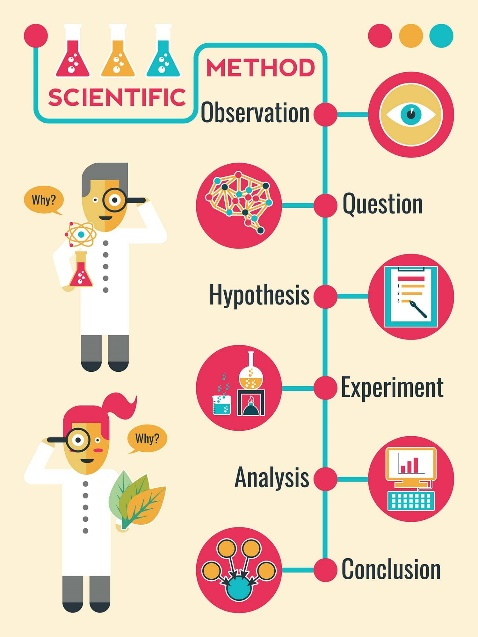 SCIENTIFIC
METHOD
Observation
Why?
Question
Hypothesis
Experiment
Why?
Analysis
Conclusion